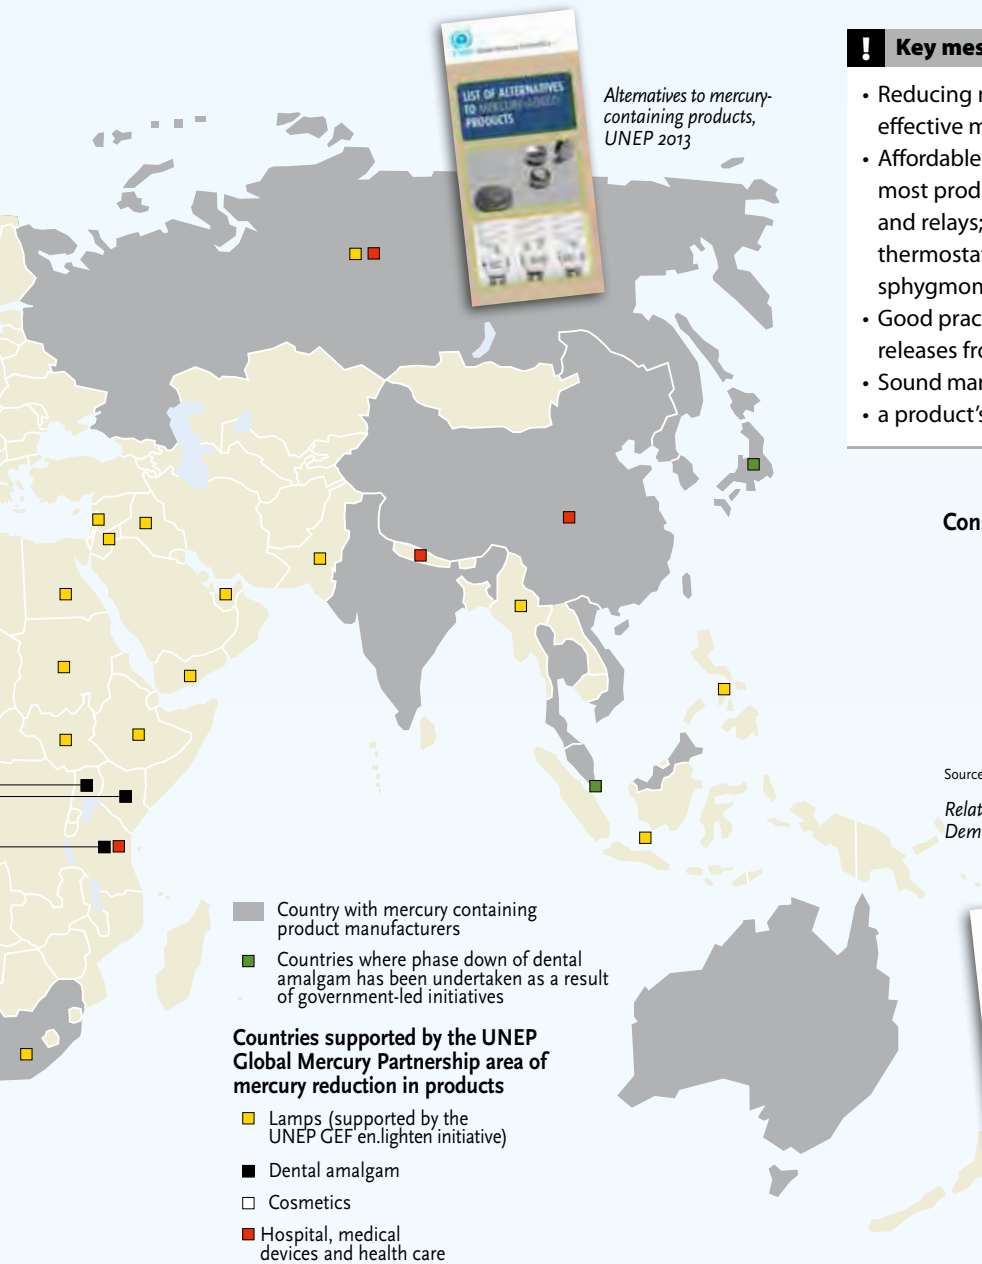 LIST OF ALTERNATIVES
TO MERCURY-ADDED
PRODUCTS
Alternatives to mercury-
containing products,
UNEP 2013
! Key mes
• Reducing
effective m
• Affordable
most prod
and relays;
thermostat
sphygmon
• Good prac
releases fro
• Sound mar
• a product's
Con
Source
Relat
Dem
Country with mercury containing
product manufacturers
Countries where phase down of dental
amalgam has been undertaken as a result
of government-led initiatives
Countries supported by the UNEP
Global Mercury Partnership area of
mercury reduction in products
Lamps (supported by the
UNEP GEF en.lighten initiative)
Dental amalgam
Cosmetics
Hospital, medical
devices and health care